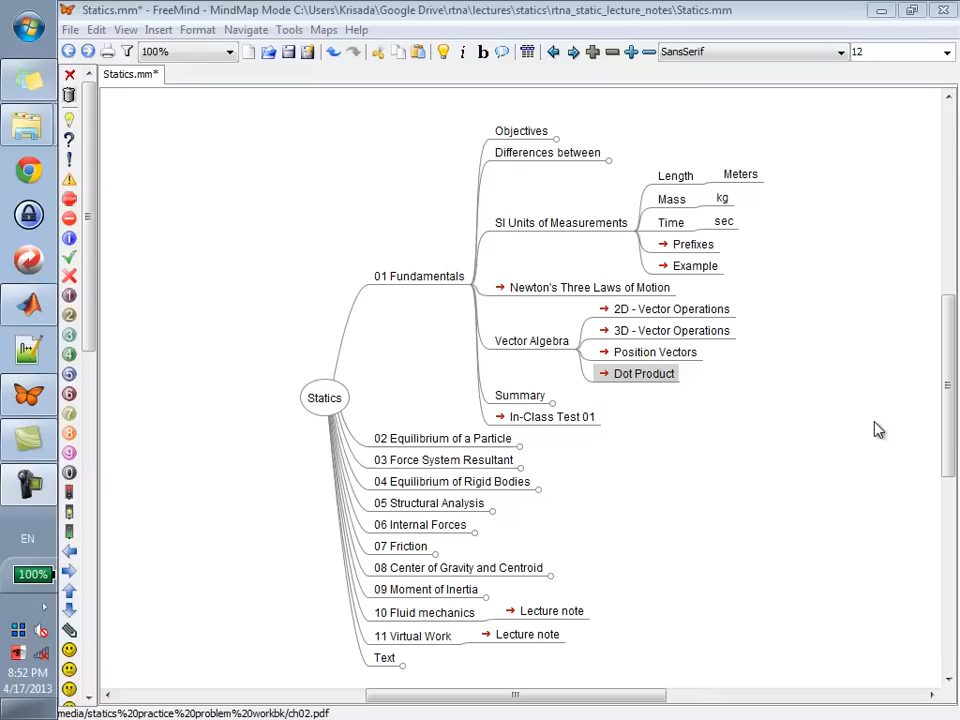 Statics.mm* - FreeMind - MindMap Mode C:\Users\Krisada\Google Drive\rtna\lectures\statics\rtna_static_lecture_notes\Statics.mm
File Edit View Insert Format Navigate Tools Maps Help
100% SansSerif 12
Statics.mm*
Objectives
Differences between
Length Meters
Mass kg
SI Units of Measurements
Time sec
Prefixes
Example
01 Fundamentals
Newton's Three Laws of Motion
2D - Vector Operations
3D - Vector Operations
Vector Algebra
Position Vectors
Dot Product
Summary
Statics
In-Class Test 01
02 Equilibrium of a Particle
03 Force System Resultant
04 Equilibrium of Rigid Bodies
05 Structural Analysis
06 Internal Forces
07 Friction
08 Center of Gravity and Centroid
09 Moment of Inertia
10 Fluid mechanics Lecture note
11 Virtual Work Lecture note
Text
EN
100%
8:52 PM
4/17/2013
media/statics%20practice%20problem%20workbk/ch02.pdf